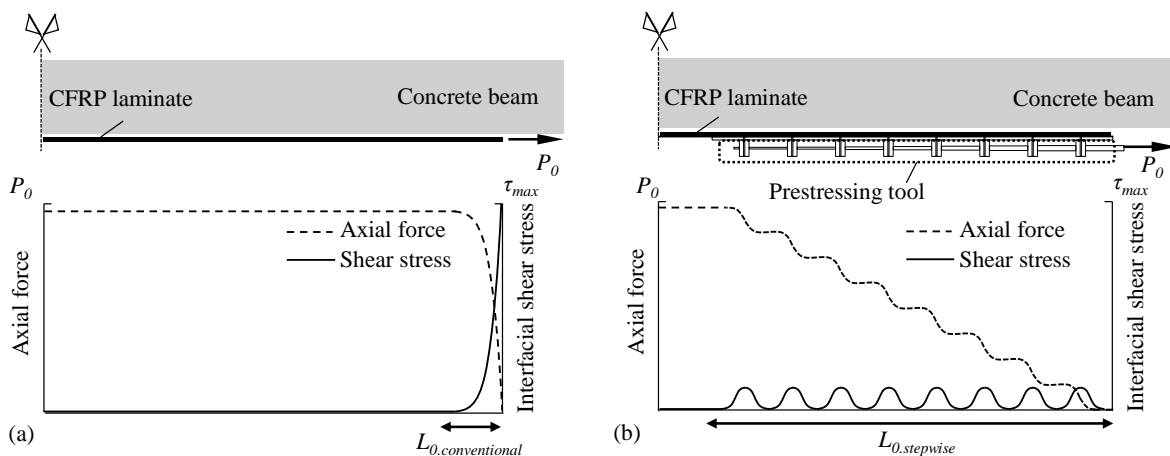 CFRP laminate
Concrete beam
P0
P0
τmax
Axial force
Shear stress
Axial force
Interfacial shear stress
(a)
L0.conventional
CFRP laminate
Concrete beam
P0
Prestressing tool
P0
τmax
Axial force
Shear stress
Axial force
Interfacial shear stress
(b)
L0.stepwise